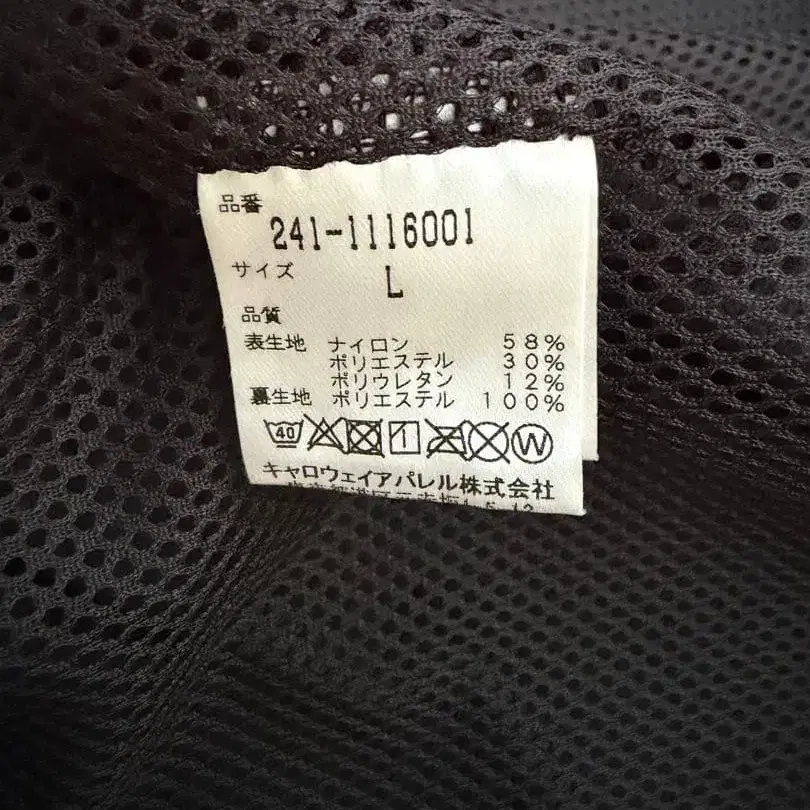 品番
241-1116001
サイズ
L
品質
表生地 ナイロン 58%
ポリエステル 30%
ポリウレタン 12%
裏生地 ポリエステル 100%
40 W
キャロウェイアパレル株式会社